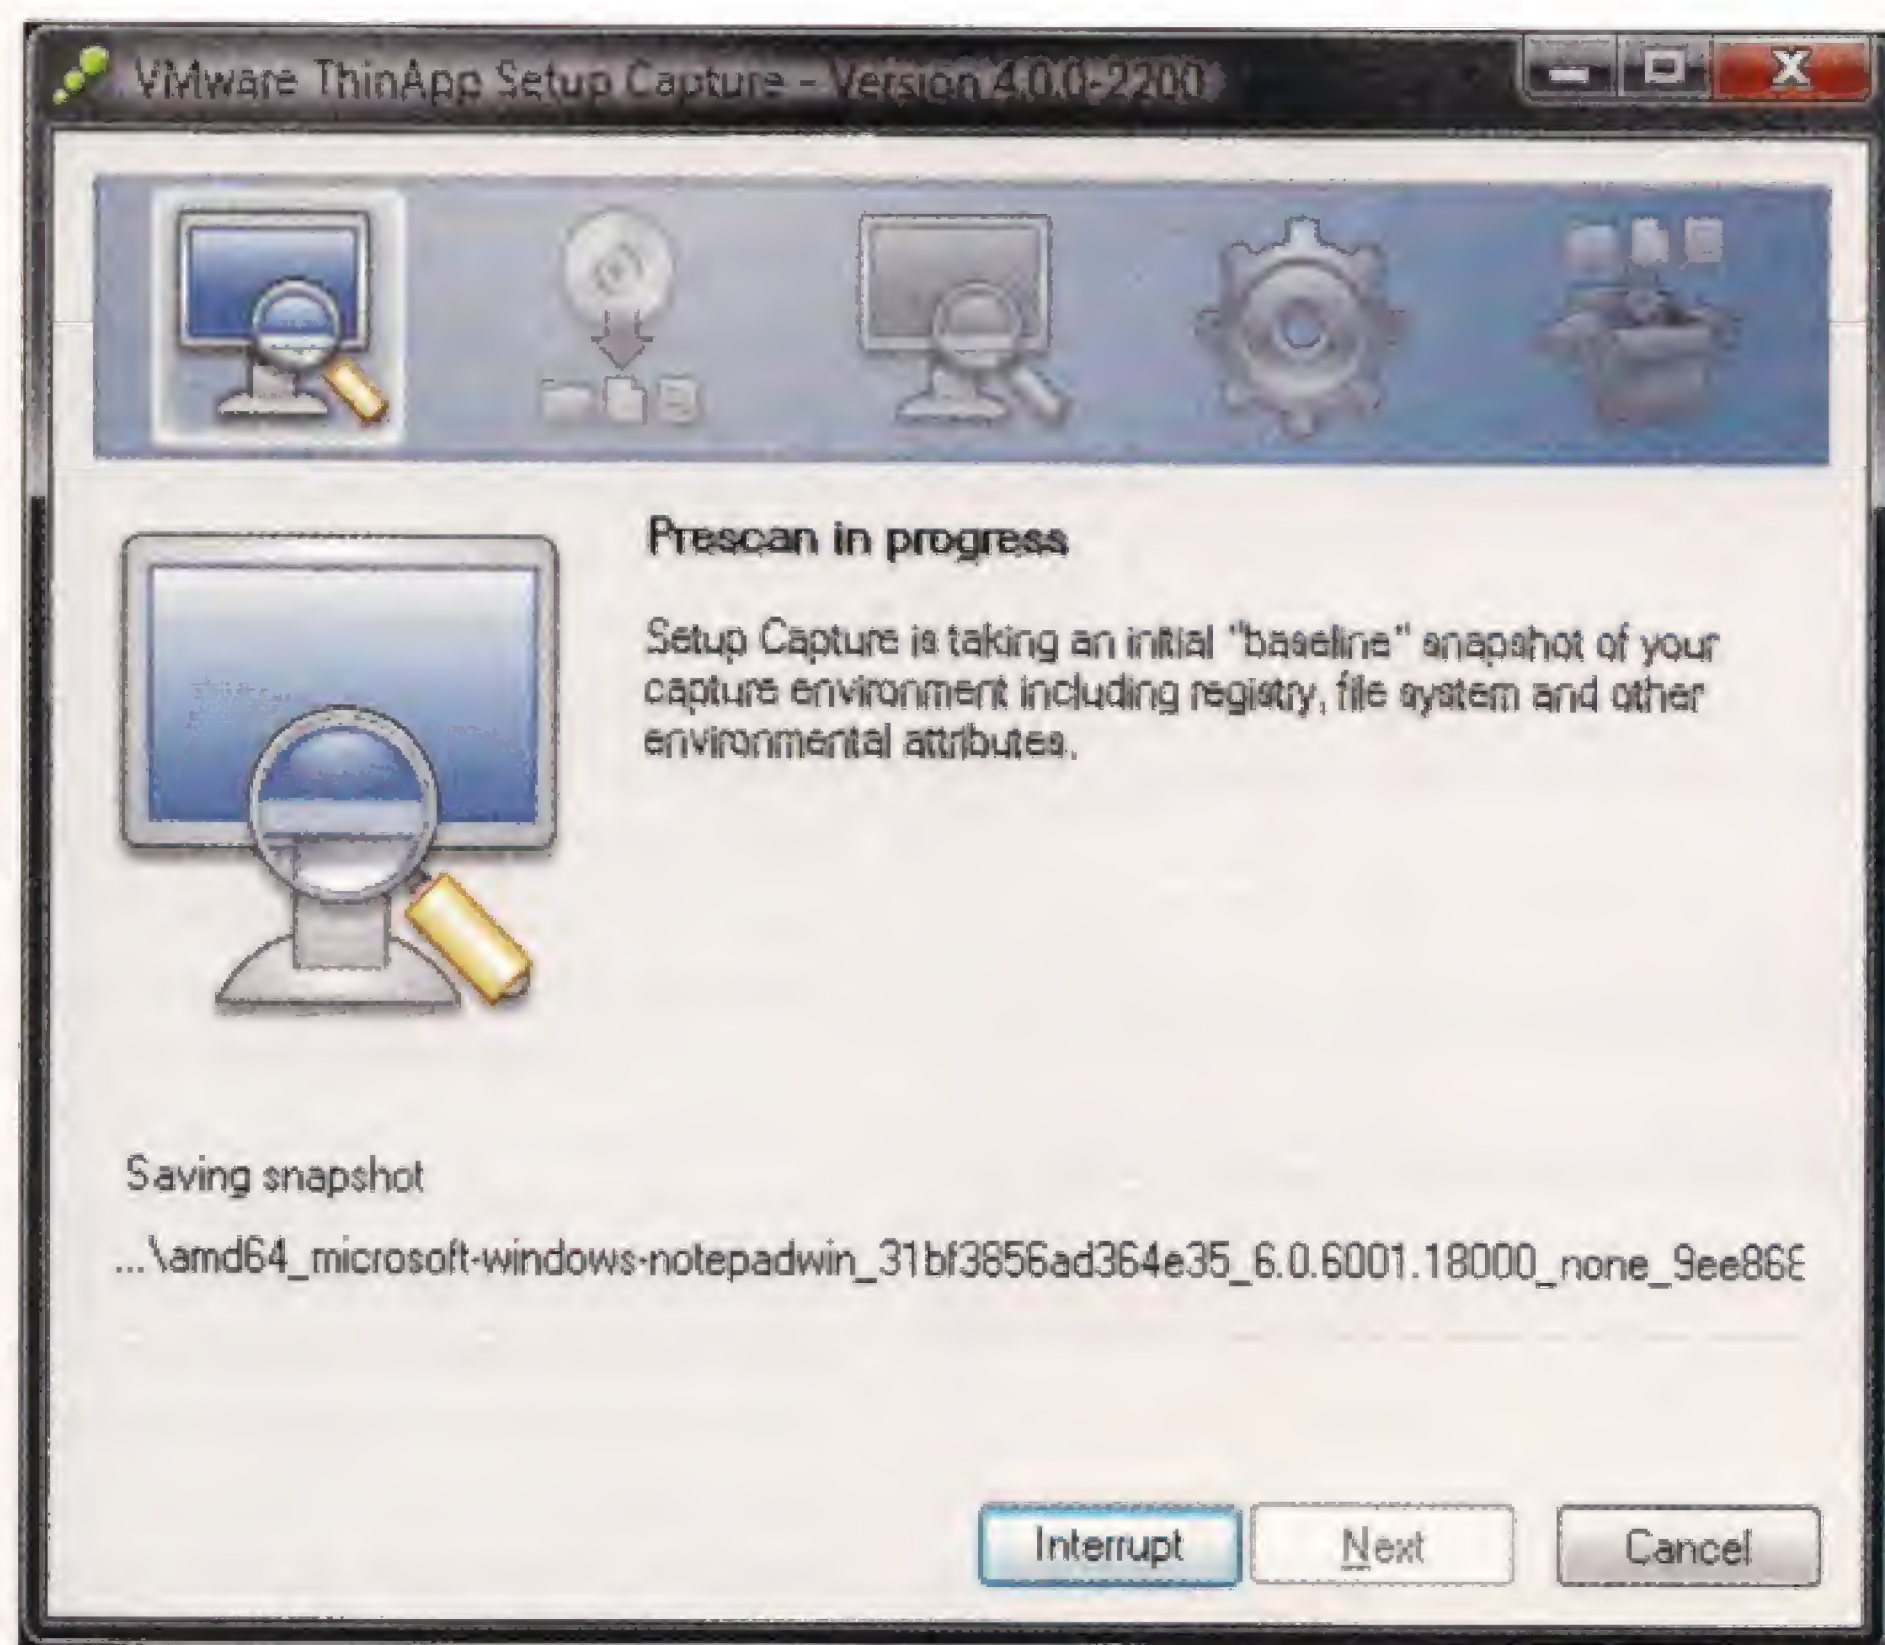 VMware ThinApp Setup Capture - Version 4.0.0-2200
Prescan in progress
Setup Capture is taking an initial "baseline" snapshot of your
capture environment including registry, file system and other
environmental attributes.
Saving snapshot
...\amd64_microsoft-windows-notepadwin_31bf3856ad364e35_6.0.6001.18000_none_9ee868
Interrupt
Next
Cancel